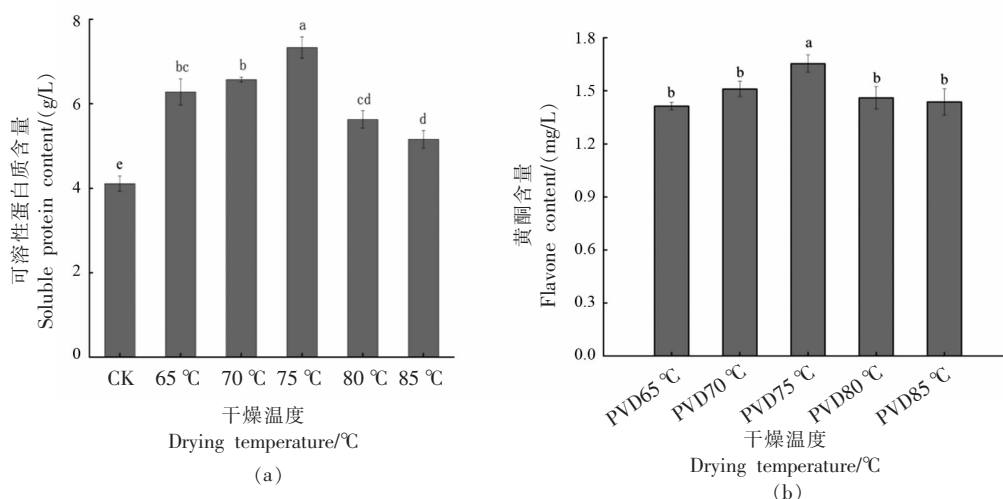 可溶性蛋白质含量
Soluble protein content/(g/L)
8
6
4
2
0
e
bc
b
a
cd
d
CK 65 ℃ 70 ℃ 75 ℃ 80 ℃ 85 ℃
干燥温度
Drying temperature/℃
(a)
黄酮含量
Flavone content/(mg/L)
1.8
1.5
1.2
0.9
0.6
0.3
0.0
b
b
a
b
b
PVD65 ℃ PVD70 ℃ PVD75 ℃ PVD80 ℃ PVD85 ℃
干燥温度
Drying temperature/℃
(b)